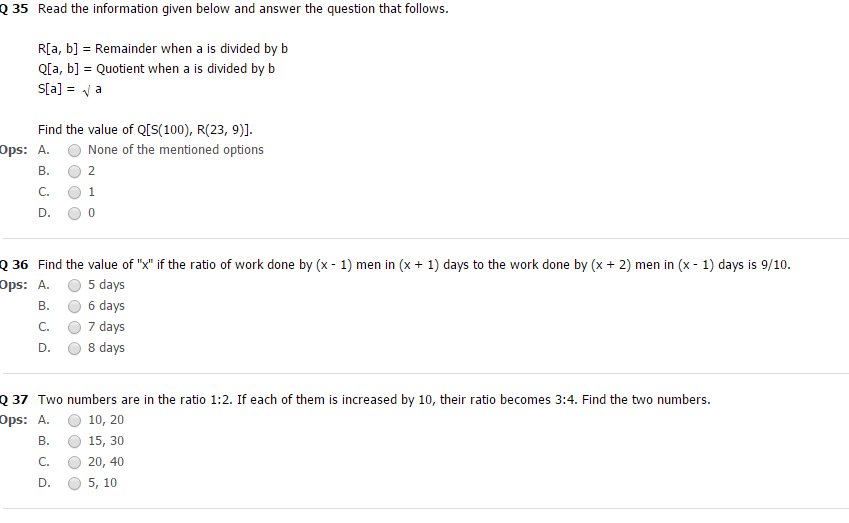 Q 35 Read the information given below and answer the question that follows.
R[a, b] = Remainder when a is divided by b
Q[a, b] = Quotient when a is divided by b
S[a] = √ a
Find the value of Q[S(100), R(23, 9)].
Ops: A. None of the mentioned options
B. 2
C. 1
D. 0
Q 36 Find the value of "x" if the ratio of work done by (x - 1) men in (x + 1) days to the work done by (x + 2) men in (x - 1) days is 9/10.
Ops: A. 5 days
B. 6 days
C. 7 days
D. 8 days
Q 37 Two numbers are in the ratio 1:2. If each of them is increased by 10, their ratio becomes 3:4. Find the two numbers.
Ops: A. 10, 20
B. 15, 30
C. 20, 40
D. 5, 10